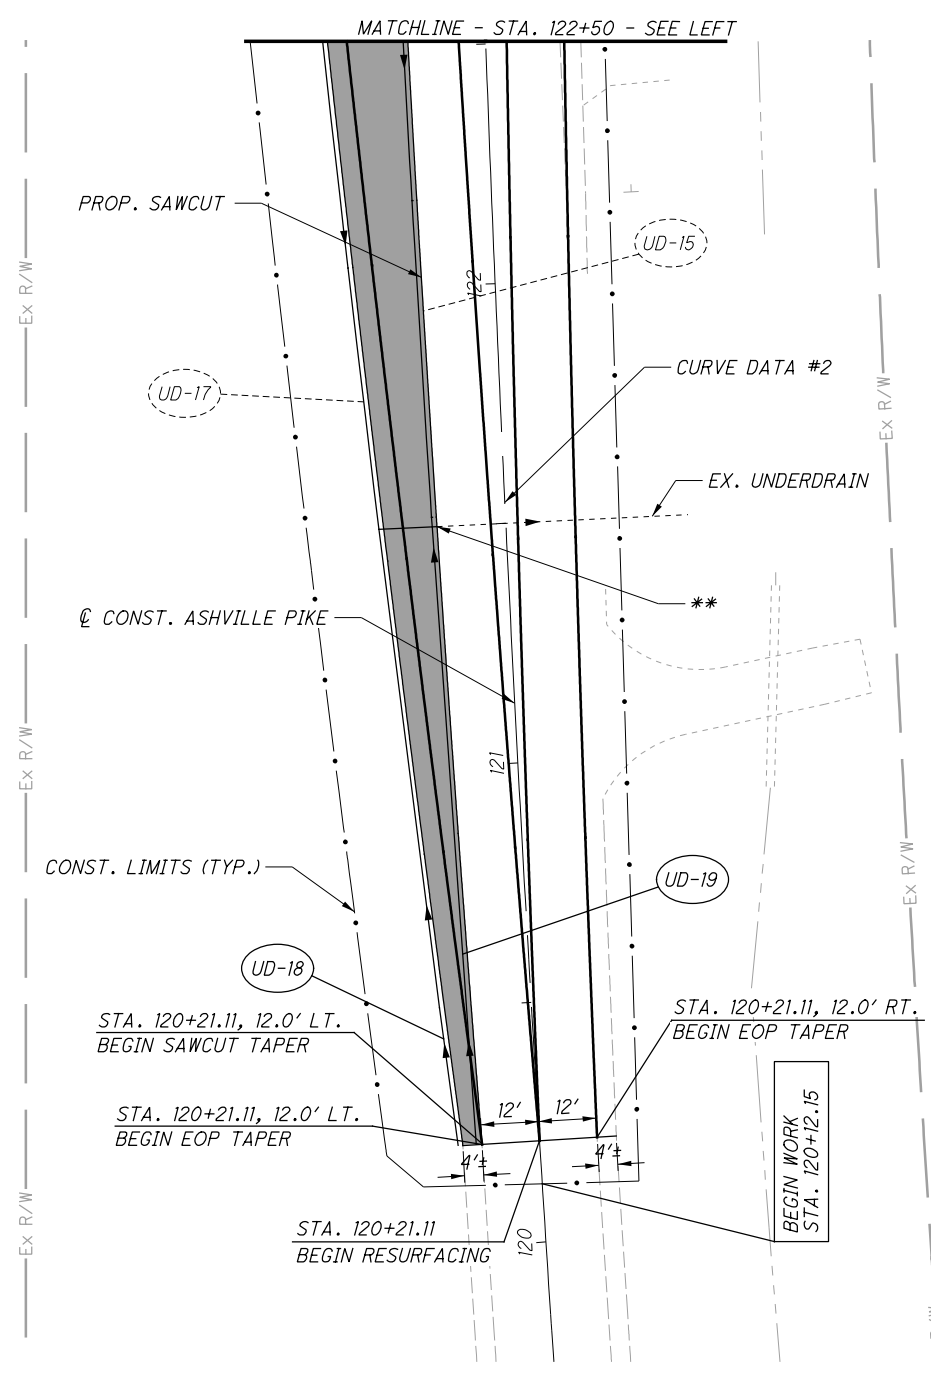 MATCHLINE - STA. 122+50 - SEE LEFT
PROP. SAWCUT
UD-15
Ex R/W
122
CURVE DATA #2
UD-17
Ex R/W
EX. UNDERDRAIN
**
℄ CONST. ASHVILLE PIKE
Ex R/W
121
CONST. LIMITS (TYP.)
UD-19
Ex R/W
UD-18
STA. 120+21.11, 12.0' LT.
BEGIN SAWCUT TAPER
STA. 120+21.11, 12.0' RT.
BEGIN EOP TAPER
STA. 120+21.11, 12.0' LT.
BEGIN EOP TAPER
12'
12'
4'±
4'±
BEGIN WORK
STA. 120+12.15
Ex R/W
STA. 120+21.11
BEGIN RESURFACING
120